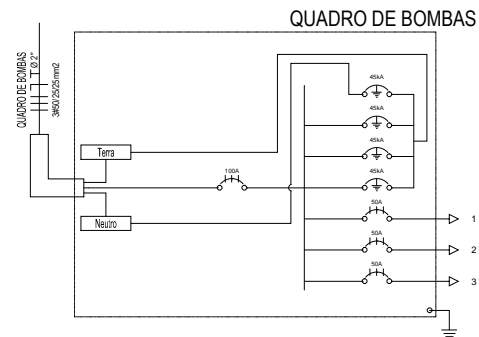 QUADRO DE BOMBAS
QUADRO DE BOMBAS
Ø 2"
3#50/25/25mm2
Terra
Neutro
100A
45kA
45kA
45kA
45kA
50A
50A
50A
1
2
3